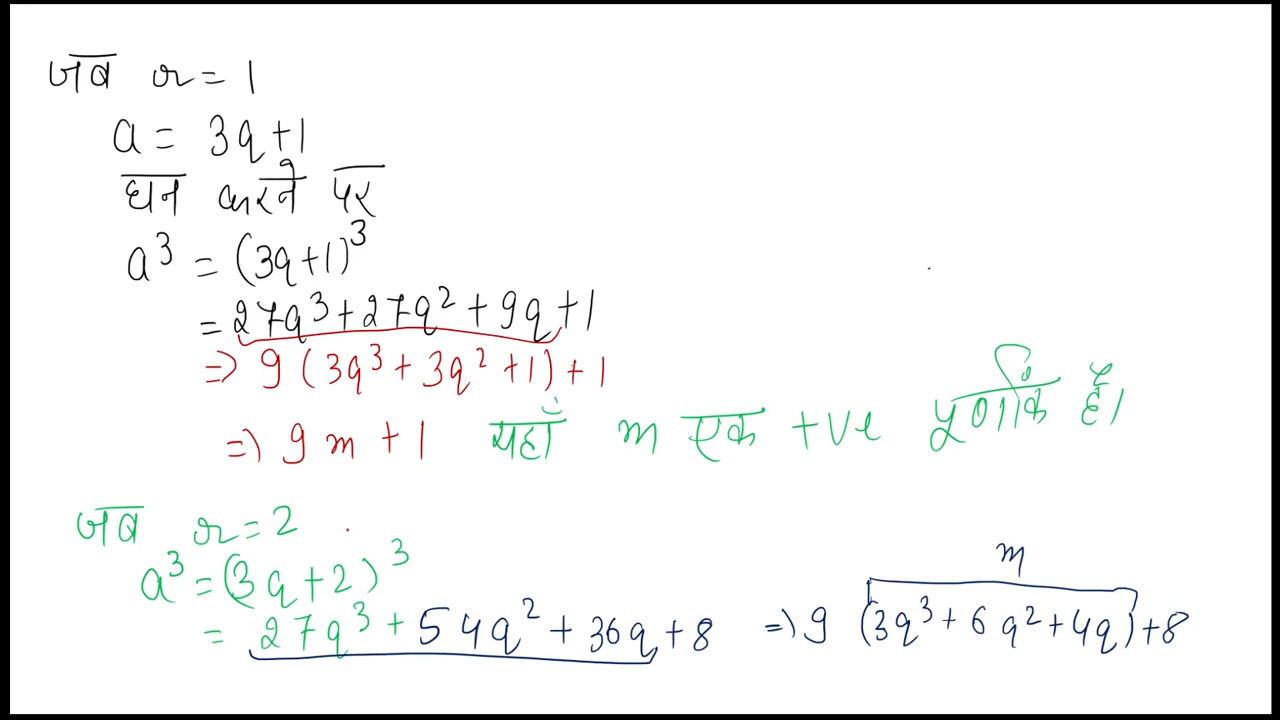 जब r = 1
a = 3q + 1
घन करने पर
a³ = (3q+1)³
= 27q³ + 27q² + 9q + 1
⇒ 9 (3q³ + 3q² + 1) + 1
⇒ 9m + 1 यहाँ m एक +ve पूर्णांक है।
जब r = 2
a³ = (3q+2)³
m
= 27q³ + 54q² + 36q + 8 ⇒ 9 (3q³ + 6q² + 4q) + 8